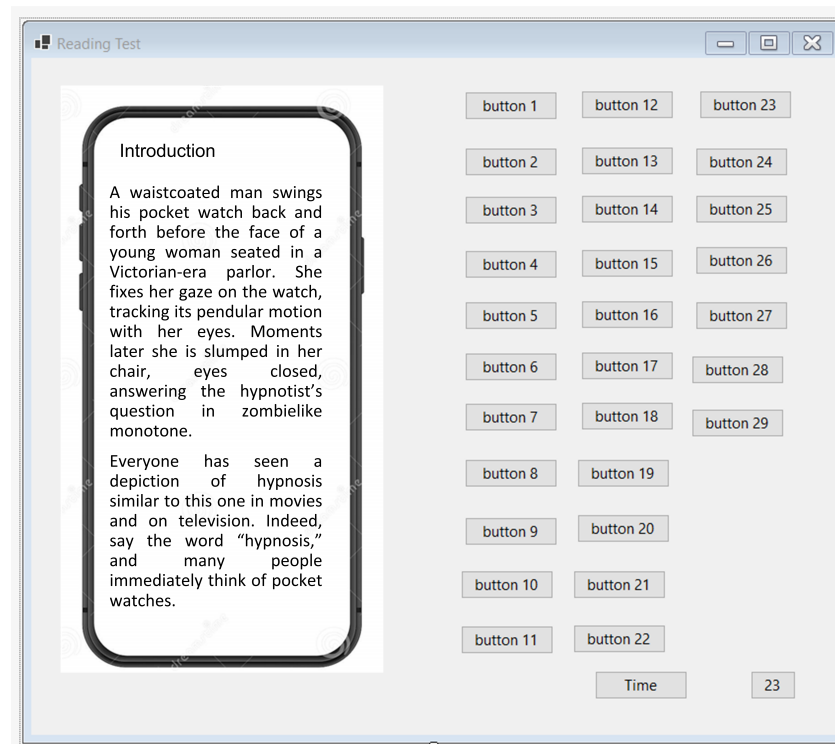 Reading Test
Introduction
A waistcoated man swings
his pocket watch back and
forth before the face of a
young woman seated in a
Victorian-era parlor. She
fixes her gaze on the watch,
tracking its pendular motion
with her eyes. Moments
later she is slumped in her
chair, eyes closed,
answering the hypnotist’s
question in zombielike
monotone.
Everyone has seen a
depiction of hypnosis
similar to this one in movies
and on television. Indeed,
say the word “hypnosis,”
and many people
immediately think of pocket
watches.
button 1
button 2
button 3
button 4
button 5
button 6
button 7
button 8
button 9
button 10
button 11
button 12
button 13
button 14
button 15
button 16
button 17
button 18
button 19
button 20
button 21
button 22
button 23
button 24
button 25
button 26
button 27
button 28
button 29
Time
23